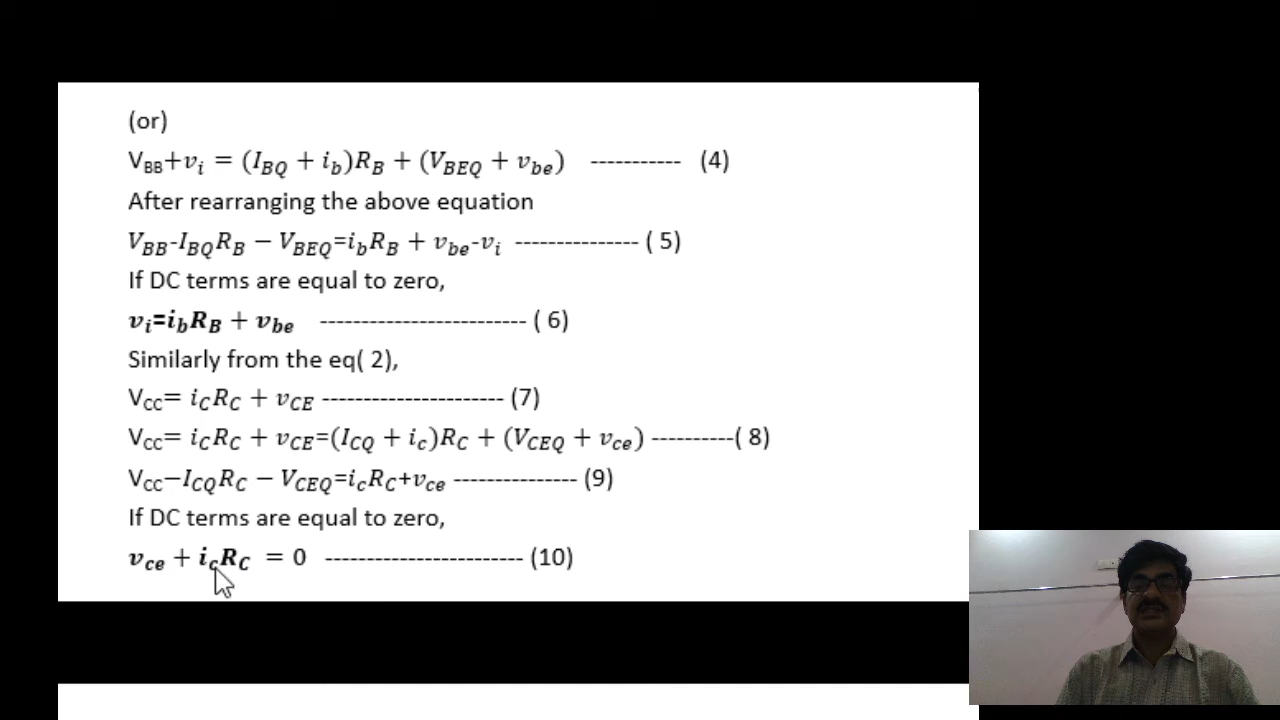 (or)
V_BB+v_i = (I_BQ + i_b)R_B + (V_BEQ + v_be) ----------- (4)
After rearranging the above equation
V_BB-I_BQR_B − V_BEQ=i_bR_B + v_be-v_i --------------- ( 5)
If DC terms are equal to zero,
v_i=i_bR_B + v_be ------------------------- ( 6)
Similarly from the eq( 2),
V_CC= i_CR_C + v_CE ---------------------- (7)
V_CC= i_CR_C + v_CE=(I_CQ + i_c)R_C + (V_CEQ + v_ce) ----------( 8)
V_CC−I_CQR_C − V_CEQ=i_cR_C+v_ce --------------- (9)
If DC terms are equal to zero,
v_ce + i_cR_C = 0 ------------------------ (10)